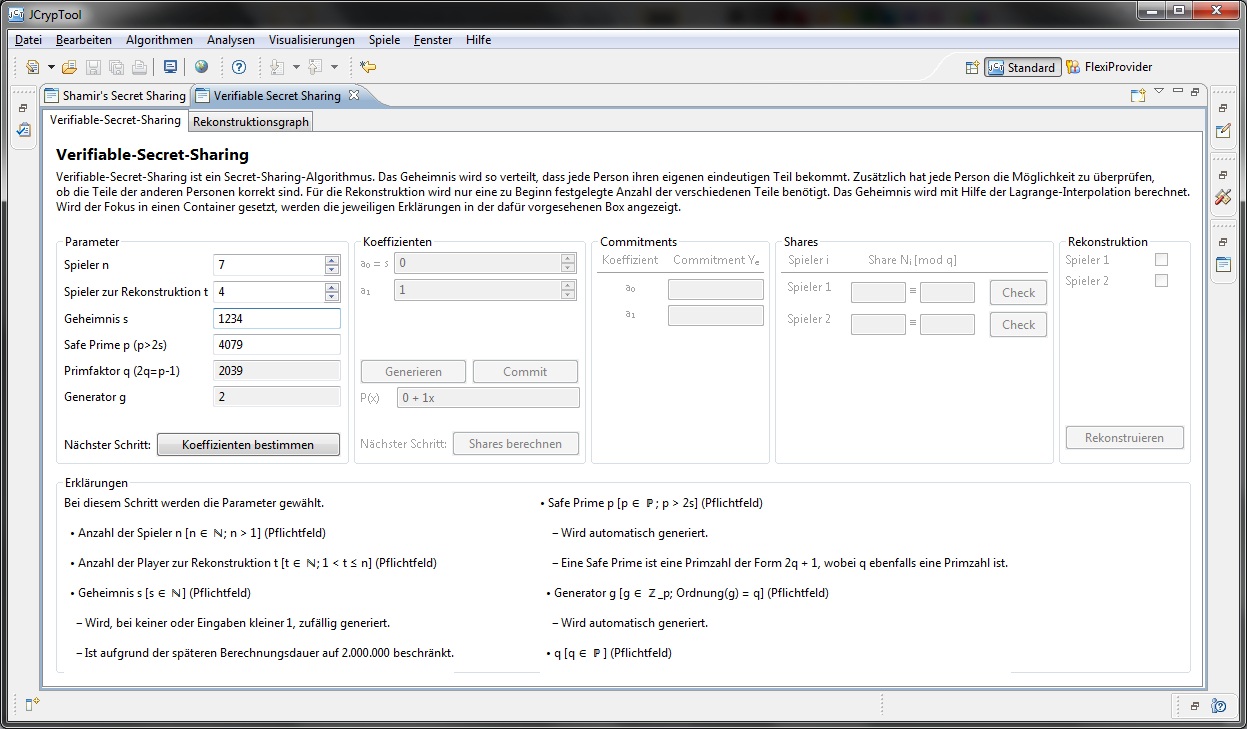 JCrypTool
Datei Bearbeiten Algorithmen Analysen Visualisierungen Spiele Fenster Hilfe
Standard FlexiProvider
Shamir's Secret Sharing Verifiable Secret Sharing
Verifiable-Secret-Sharing Rekonstruktionsgraph
Verifiable-Secret-Sharing
Verifiable-Secret-Sharing ist ein Secret-Sharing-Algorithmus. Das Geheimnis wird so verteilt, dass jede Person ihren eigenen eindeutigen Teil bekommt. Zusätzlich hat jede Person die Möglichkeit zu überprüfen,
ob die Teile der anderen Personen korrekt sind. Für die Rekonstruktion wird nur eine zu Beginn festgelegte Anzahl der verschiedenen Teile benötigt. Das Geheimnis wird mit Hilfe der Lagrange-Interpolation berechnet.
Wird der Fokus in einen Container gesetzt, werden die jeweiligen Erklärungen in der dafür vorgesehenen Box angezeigt.
Parameter
Spieler n 7
Spieler zur Rekonstruktion t 4
Geheimnis s 1234
Safe Prime p (p>2s) 4079
Primfaktor q (2q=p-1) 2039
Generator g 2
Nächster Schritt: Koeffizienten bestimmen
Koeffizienten
a₀ = s 0
a₁ 1
Generieren Commit
P(x) 0 + 1x
Nächster Schritt: Shares berechnen
Commitments
Koeffizient Commitment Yₑ
a₀
a₁
Shares
Spieler i Share Nᵢ [mod q]
Spieler 1 ≡ Check
Spieler 2 ≡ Check
Rekonstruktion
Spieler 1
Spieler 2
Rekonstruieren
Erklärungen
Bei diesem Schritt werden die Parameter gewählt.
• Anzahl der Spieler n [n ∈ ℕ; n > 1] (Pflichtfeld)
• Anzahl der Player zur Rekonstruktion t [t ∈ ℕ; 1 < t ≤ n] (Pflichtfeld)
• Geheimnis s [s ∈ ℕ] (Pflichtfeld)
– Wird, bei keiner oder Eingaben kleiner 1, zufällig generiert.
– Ist aufgrund der späteren Berechnungsdauer auf 2.000.000 beschränkt.
• Safe Prime p [p ∈ ℙ; p > 2s] (Pflichtfeld)
– Wird automatisch generiert.
– Eine Safe Prime ist eine Primzahl der Form 2q + 1, wobei q ebenfalls eine Primzahl ist.
• Generator g [g ∈ ℤ_p; Ordnung(g) = q] (Pflichtfeld)
– Wird automatisch generiert.
• q [q ∈ ℙ] (Pflichtfeld)